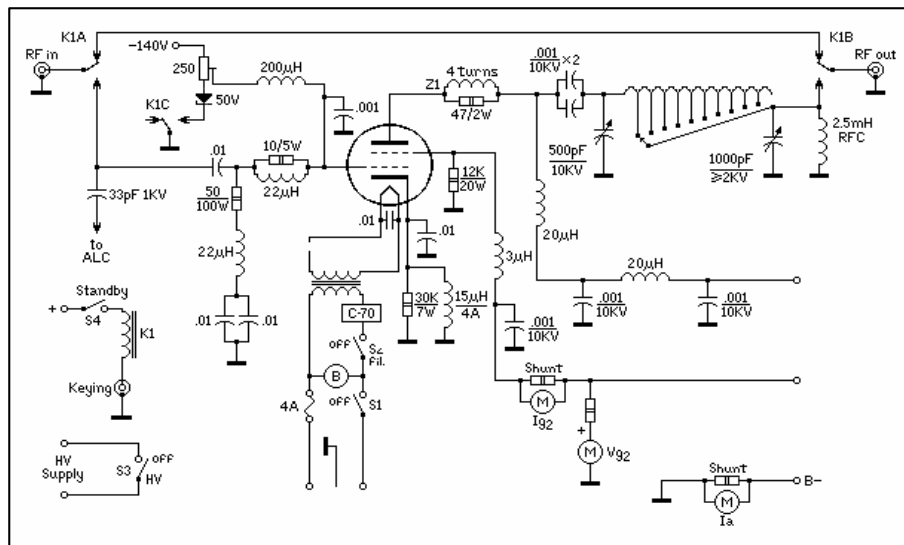 K1A
K1B
RF in
RF out
−140V
250
200µH
4 turns
Z1
47/2W
.001
10KV
×2
K1C
50V
.001
2.5mH
RFC
10/5W
.01
22µH
12K
20W
500pF
10KV
1000pF
≥2KV
33pF 1KV
50
100W
.01
.01
3µH
20µH
20µH
to
ALC
22µH
30K
7W
15µH
4A
.001
10KV
.001
10KV
.001
10KV
Standby
+
S4
K1
.01
.01
C-70
off
S2
fil.
B
Keying
4A
off
S1
Shunt
M
Ig2
+
M
Vg2
HV
Supply
S3
off
HV
Shunt
M
Ia
B−